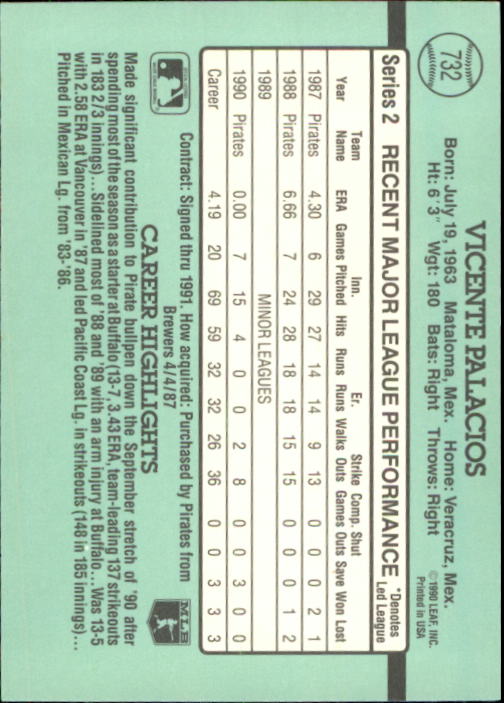 732
VICENTE PALACIOS
Born: July 19, 1963 Mataloma, Mex. Home: Veracruz, Mex.
Ht: 6'3" Wgt: 180 Bats: Right Throws: Right
© 1990 LEAF, INC.
Printed in USA
Series 2 RECENT MAJOR LEAGUE PERFORMANCE *Denotes
Led League
Team Inn. Er. Strike Comp. Shut
Year Name ERA Games Pitched Hits Runs Runs Walks Outs Games Outs Save Won Lost
1987 Pirates 4.30 6 29 27 14 14 9 13 0 0 0 2 1
1988 Pirates 6.66 7 24 28 18 18 15 15 0 0 0 1 2
1989 MINOR LEAGUES
1990 Pirates 0.00 7 15 4 0 0 2 8 0 0 3 0 0
Career 4.19 20 69 59 32 32 26 36 0 0 3 3 3
Contract: Signed thru 1991. How acquired: Purchased by Pirates from
Brewers 4/4/87
MLB
CAREER HIGHLIGHTS
Made significant contribution to Pirate bullpen down the September stretch of '90 after
spending most of the season as a starter at Buffalo (13-7, 3.43 ERA, team-leading 137 strikeouts
in 183 2/3 innings)... Sidelined most of '88 and '89 with an arm injury at Buffalo... Was 13-5
with 2.58 ERA at Vancouver in '87 and led Pacific Coast Lg. in strikeouts (148 in 185 innings)...
Pitched in Mexican Lg. from '83-'86.